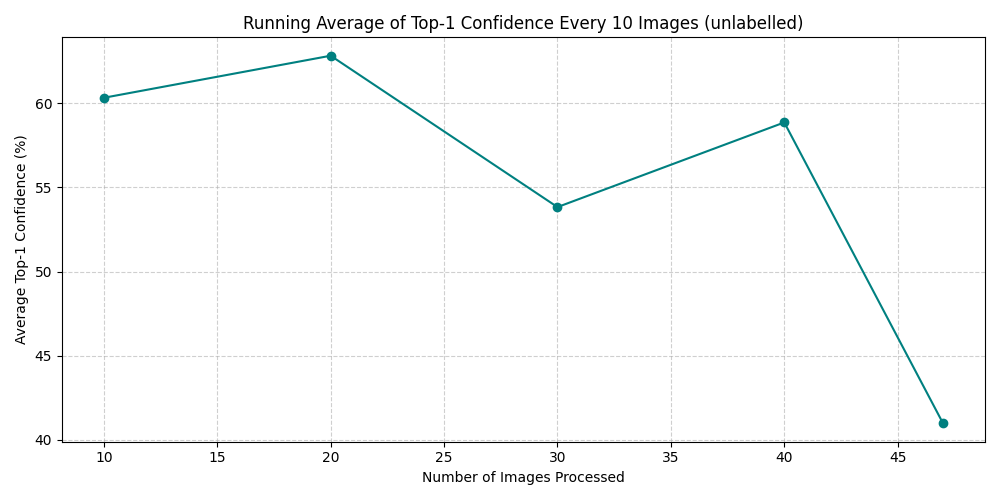 Running Average of Top-1 Confidence Every 10 Images (unlabelled)
Average Top-1 Confidence (%)
60
55
50
45
40
10 15 20 25 30 35 40 45
Number of Images Processed